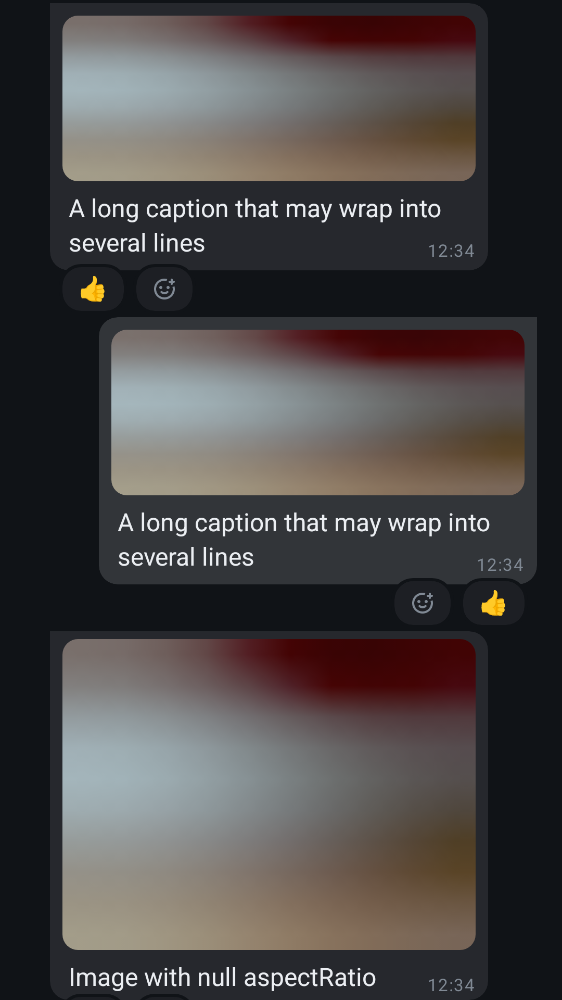 A long caption that may wrap into
several lines
12:34
A long caption that may wrap into
several lines
12:34
Image with null aspectRatio
12:34